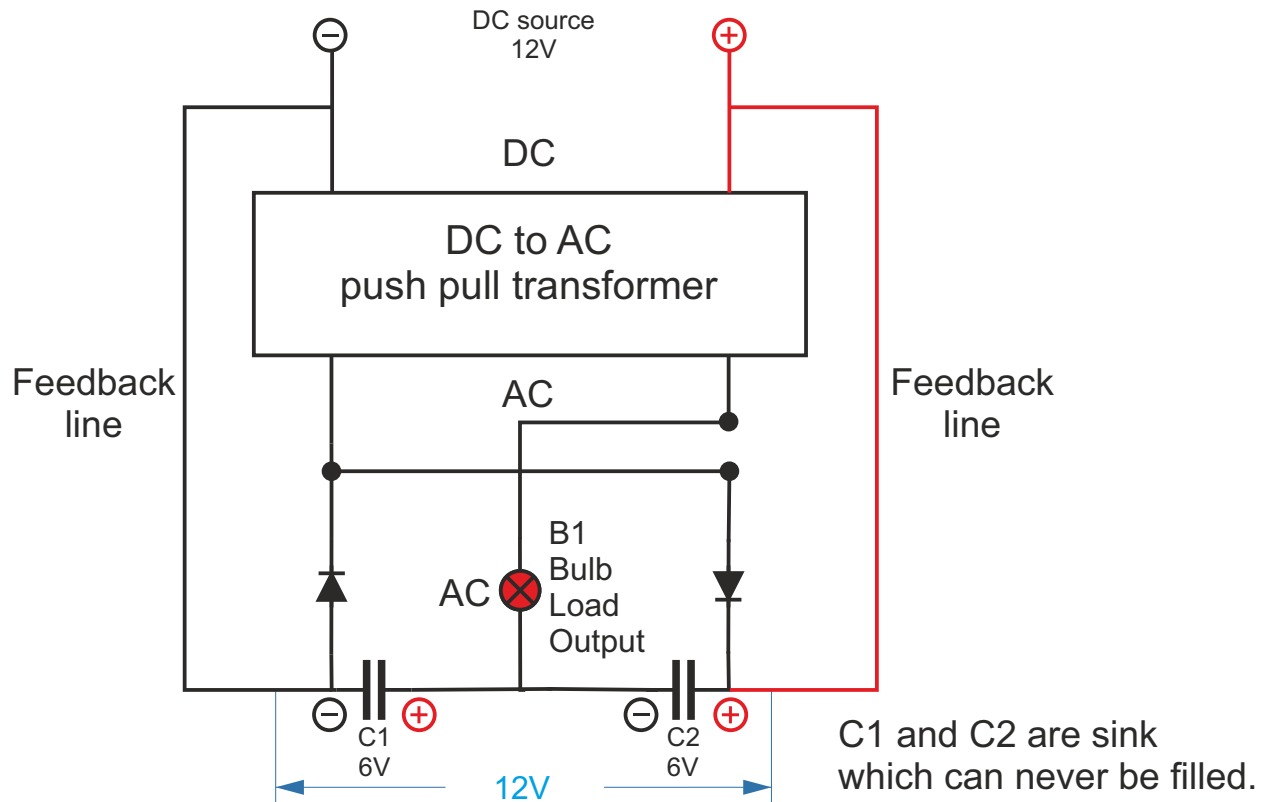 DC source
12V
DC
DC to AC
push pull transformer
Feedback
line
Feedback
line
AC
B1
Bulb
Load
Output
AC
C1
6V
C2
6V
12V
C1 and C2 are sink
which can never be filled.